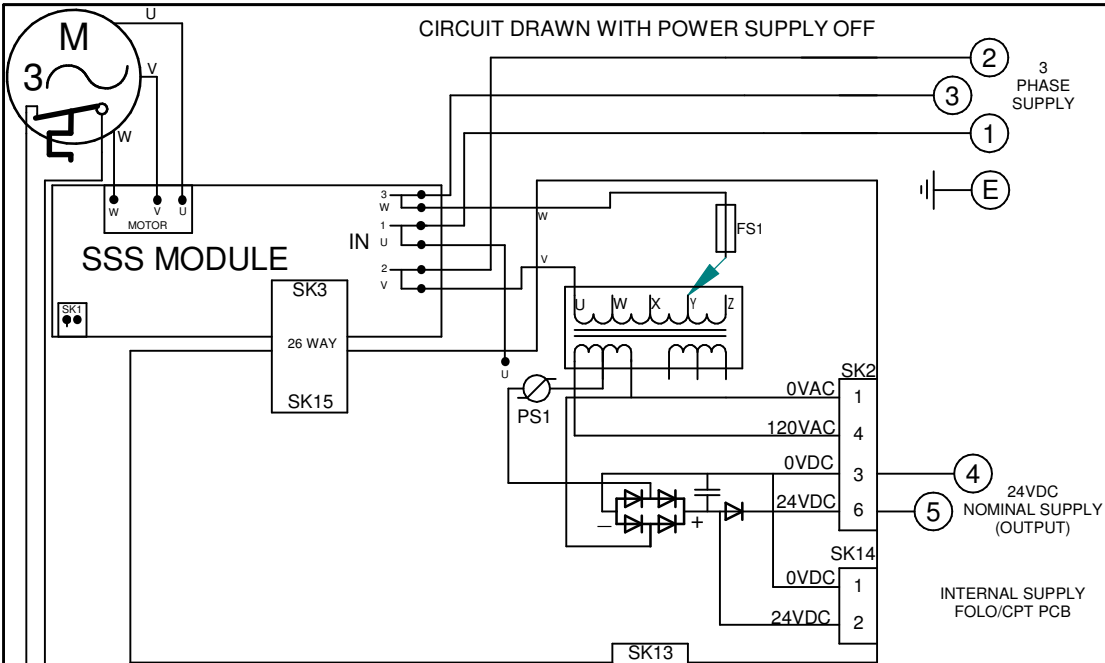 CIRCUIT DRAWN WITH POWER SUPPLY OFF
U
M
3
V
W
2
3
PHASE
SUPPLY
3
1
E
W V U
MOTOR
SSS MODULE
IN
3
W
1
U
2
V
W
FS1
V
SK3
26 WAY
SK15
SK1
U W X Y Z
U
PS1
SK2
0VAC 1
120VAC 4
0VDC 3
24VDC 6
4
5
24VDC
NOMINAL SUPPLY
(OUTPUT)
– +
SK14
0VDC 1
24VDC 2
INTERNAL SUPPLY
FOLO/CPT PCB
SK13